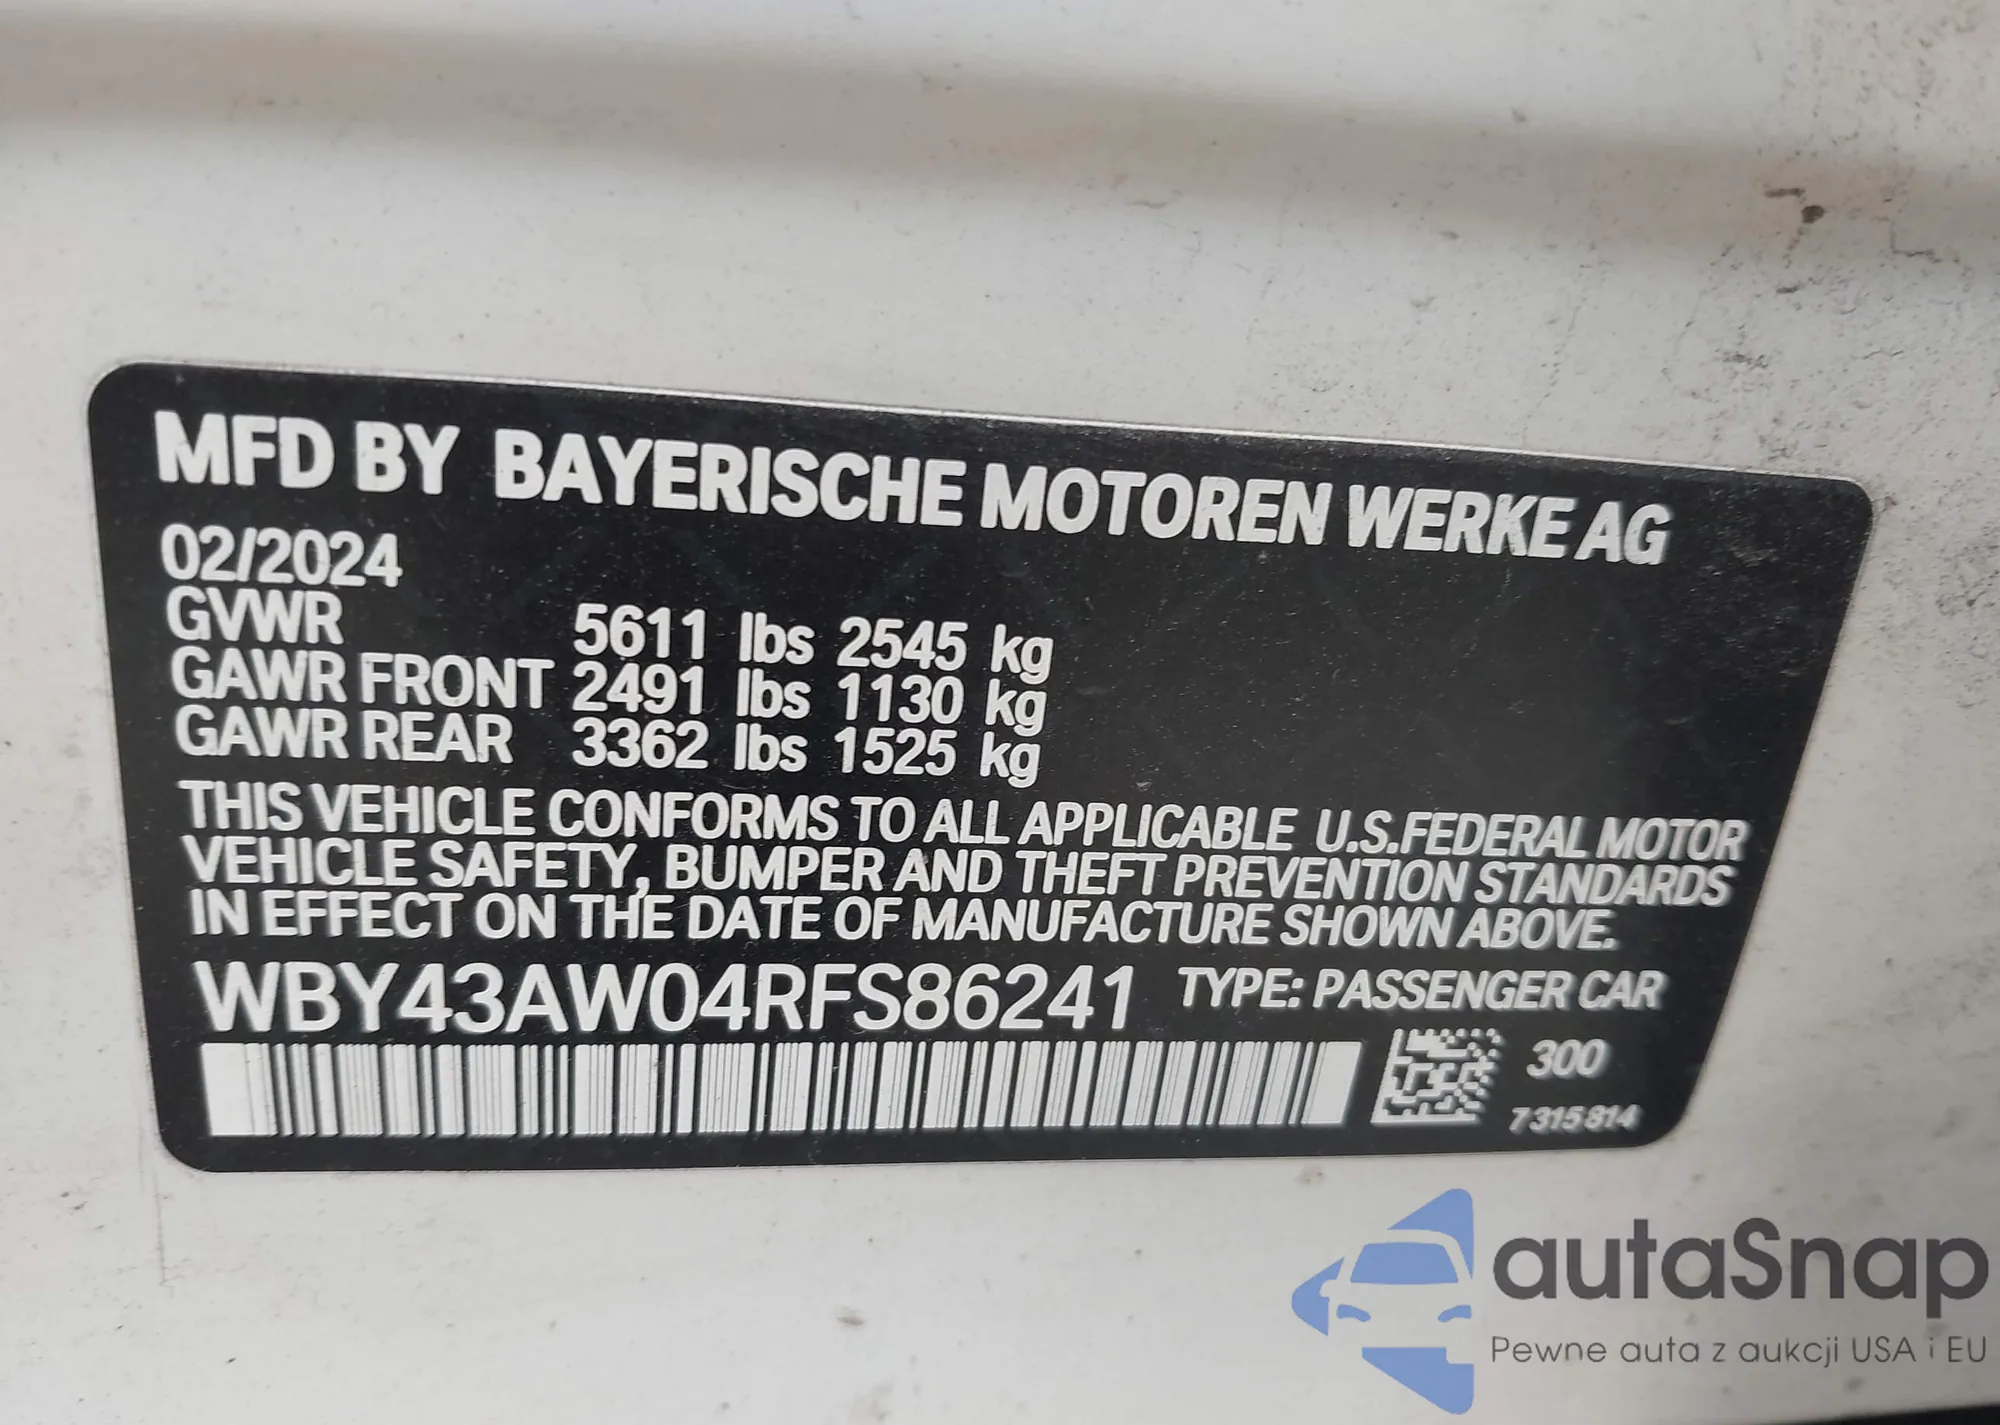 MFD BY BAYERISCHE MOTOREN WERKE AG
02/2024
GVWR 5611 lbs 2545 kg
GAWR FRONT 2491 lbs 1130 kg
GAWR REAR 3362 lbs 1525 kg
THIS VEHICLE CONFORMS TO ALL APPLICABLE U.S.FEDERAL MOTOR
VEHICLE SAFETY, BUMPER AND THEFT PREVENTION STANDARDS
IN EFFECT ON THE DATE OF MANUFACTURE SHOWN ABOVE.
WBY43AW04RFS86241 TYPE: PASSENGER CAR
300
7315814
autaSnap
Pewne auta z aukcji USA i EU